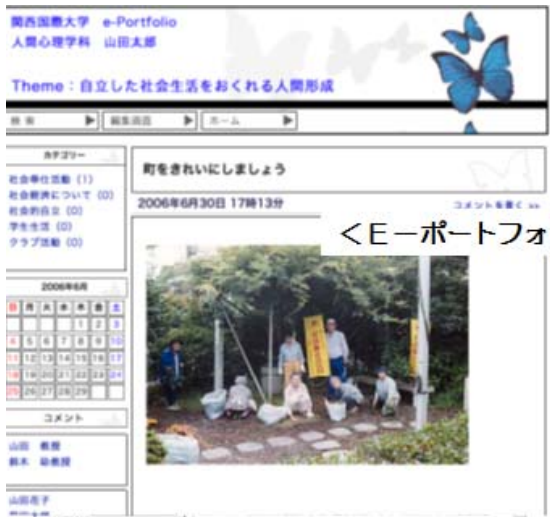 関西国際大学 e-Portfolio
人間心理学科 山田太郎
Theme：自立した社会生活をおくれる人間形成
検索
編集画面
ホーム
カテゴリー
社会奉仕活動 (1)
社会経済について (0)
社会的自立 (0)
学生生活 (0)
クラブ活動 (0)
2006年6月
日 月 火 水 木 金 土
1 2 3
4 5 6 7 8 9 10
11 12 13 14 15 16 17
18 19 20 21 22 23 24
25 26 27 28 29
コメント
山田 教授
鈴木 助教授
山田花子
町をきれいにしましょう
2006年6月30日 17時13分
コメントを書く >>
＜Ｅーポートフォ